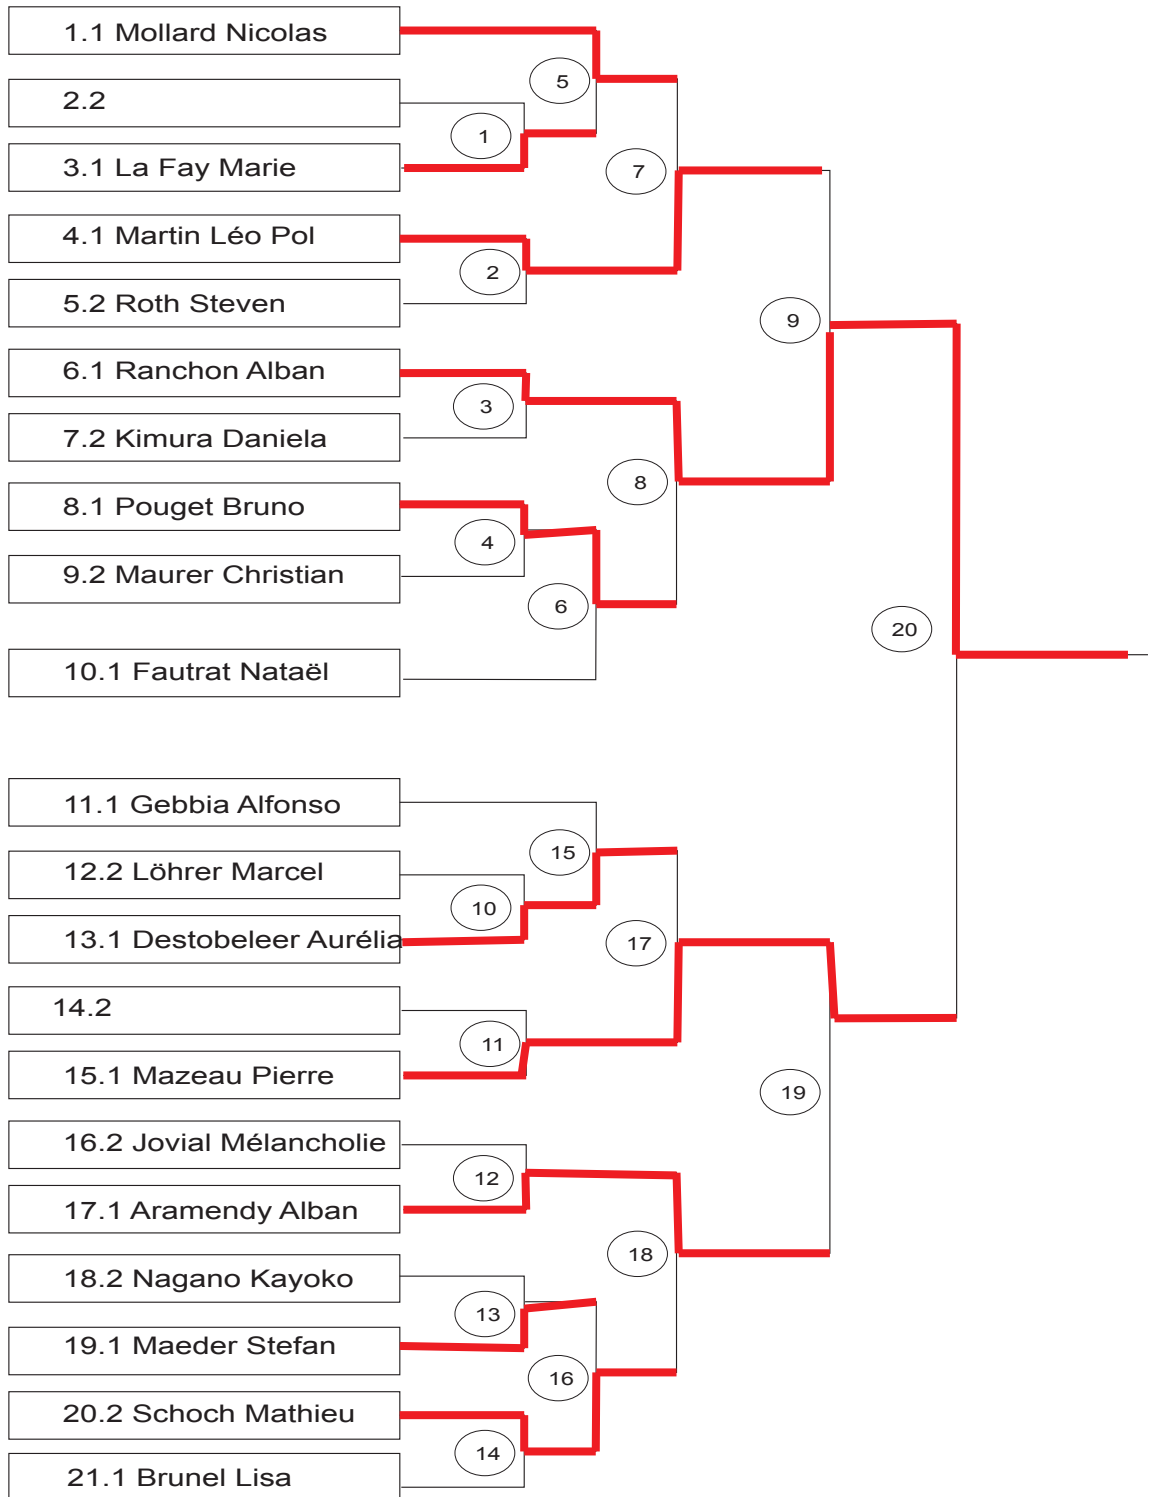 1.1 Mollard Nicolas
5
2.2
1
3.1 La Fay Marie
7
4.1 Martin Léo Pol
2
5.2 Roth Steven
9
6.1 Ranchon Alban
3
7.2 Kimura Daniela
8
8.1 Pouget Bruno
4
9.2 Maurer Christian
6
20
10.1 Fautrat Nataël
11.1 Gebbia Alfonso
15
12.2 Löhrer Marcel
10
13.1 Destobeleer Aurélia
17
14.2
11
15.1 Mazeau Pierre
19
16.2 Jovial Mélancholie
12
17.1 Aramendy Alban
18
18.2 Nagano Kayoko
13
19.1 Maeder Stefan
16
20.2 Schoch Mathieu
14
21.1 Brunel Lisa